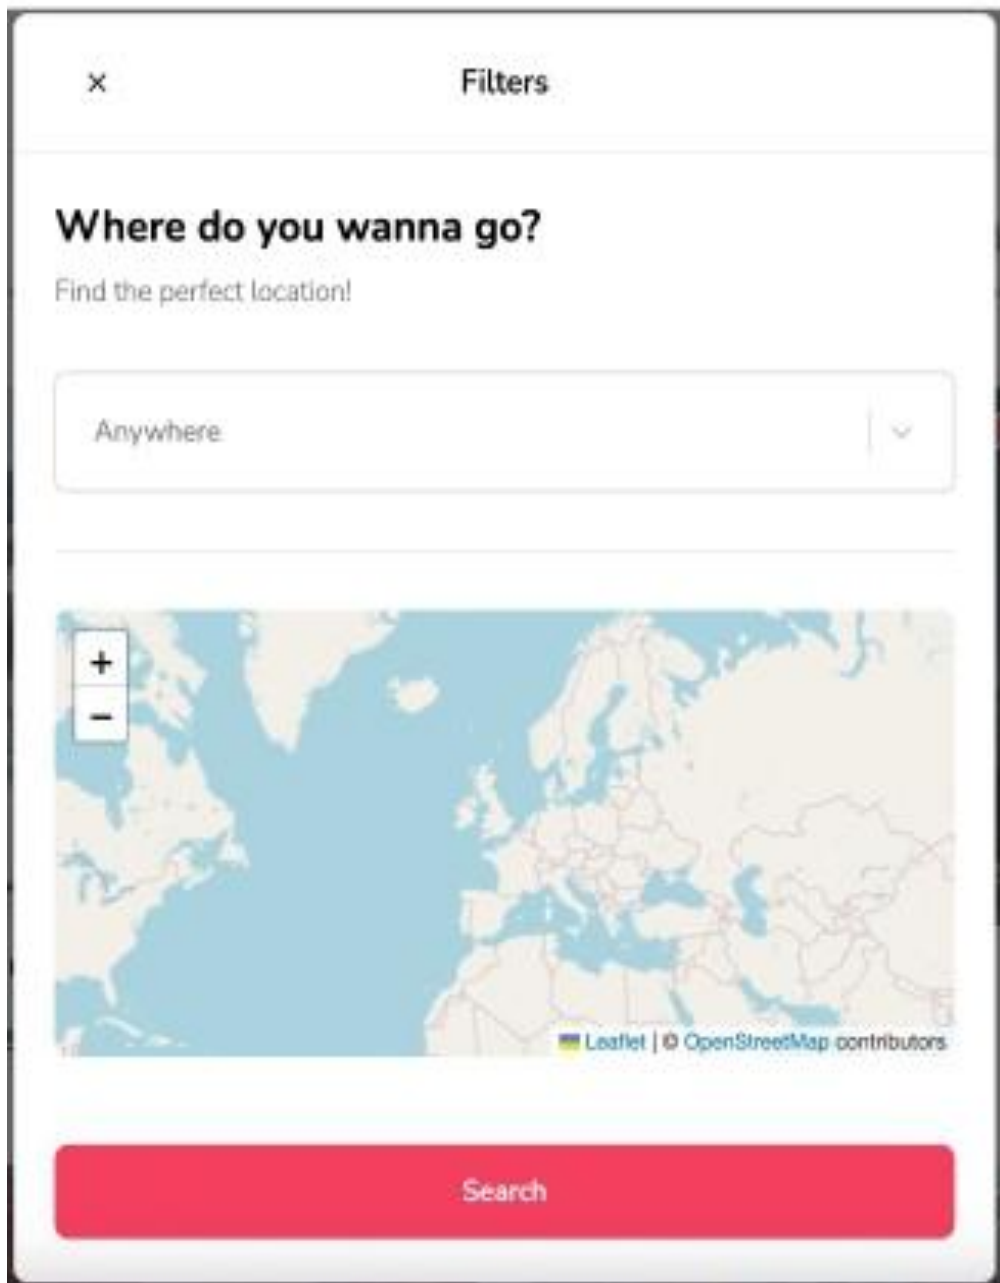 × Filters
Where do you wanna go?
Find the perfect location!
Anywhere
+
−
Leaflet | © OpenStreetMap contributors
Search